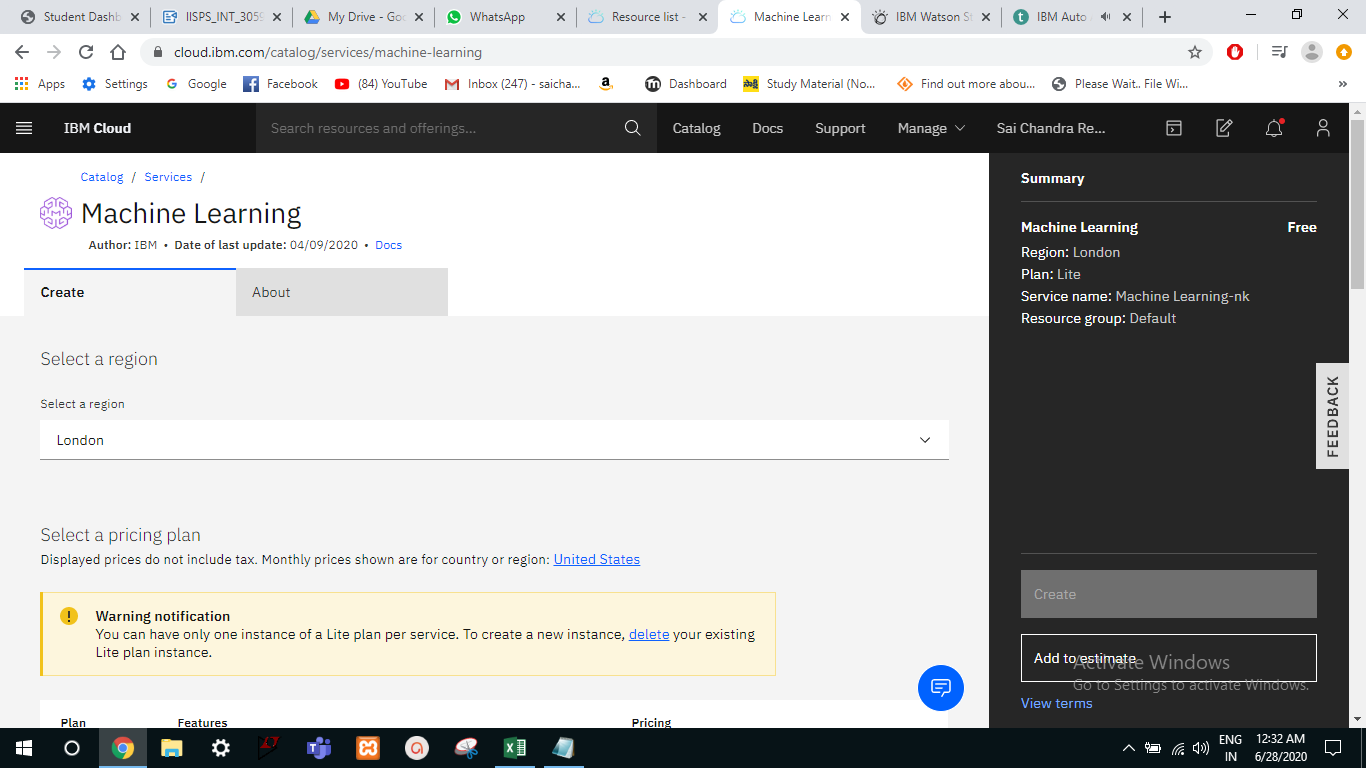 Student Dashb
IISPS_INT_3059
My Drive - Goo
WhatsApp
Resource list -
Machine Learn
IBM Watson St
IBM Auto A
cloud.ibm.com/catalog/services/machine-learning
Apps
Settings
Google
Facebook
(84) YouTube
Inbox (247) - saicha...
Dashboard
Study Material (No...
Find out more abou...
Please Wait.. File Wi...
IBM Cloud
Search resources and offerings...
Catalog
Docs
Support
Manage
Sai Chandra Re...
Catalog / Services /
Machine Learning
Author: IBM • Date of last update: 04/09/2020 • Docs
Create
About
Select a region
Select a region
London
Select a pricing plan
Displayed prices do not include tax. Monthly prices shown are for country or region: United States
Warning notification
You can have only one instance of a Lite plan per service. To create a new instance, delete your existing
Lite plan instance.
Plan
Features
Pricing
Summary
Machine Learning
Free
Region: London
Plan: Lite
Service name: Machine Learning-nk
Resource group: Default
FEEDBACK
Create
Add to estimate
Activate Windows
Go to Settings to activate Windows.
View terms
ENG
IN
12:32 AM
6/28/2020